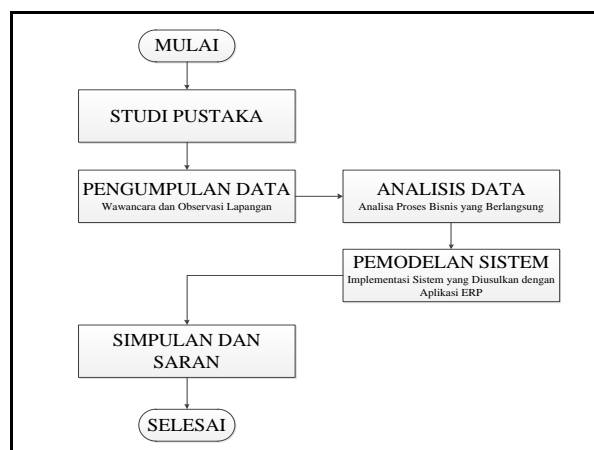 MULAI
STUDI PUSTAKA
PENGUMPULAN DATA
Wawancara dan Observasi Lapangan
ANALISIS DATA
Analisa Proses Bisnis yang Berlangsung
PEMODELAN SISTEM
Implementasi Sistem yang Diusulkan dengan
Aplikasi ERP
SIMPULAN DAN
SARAN
SELESAI